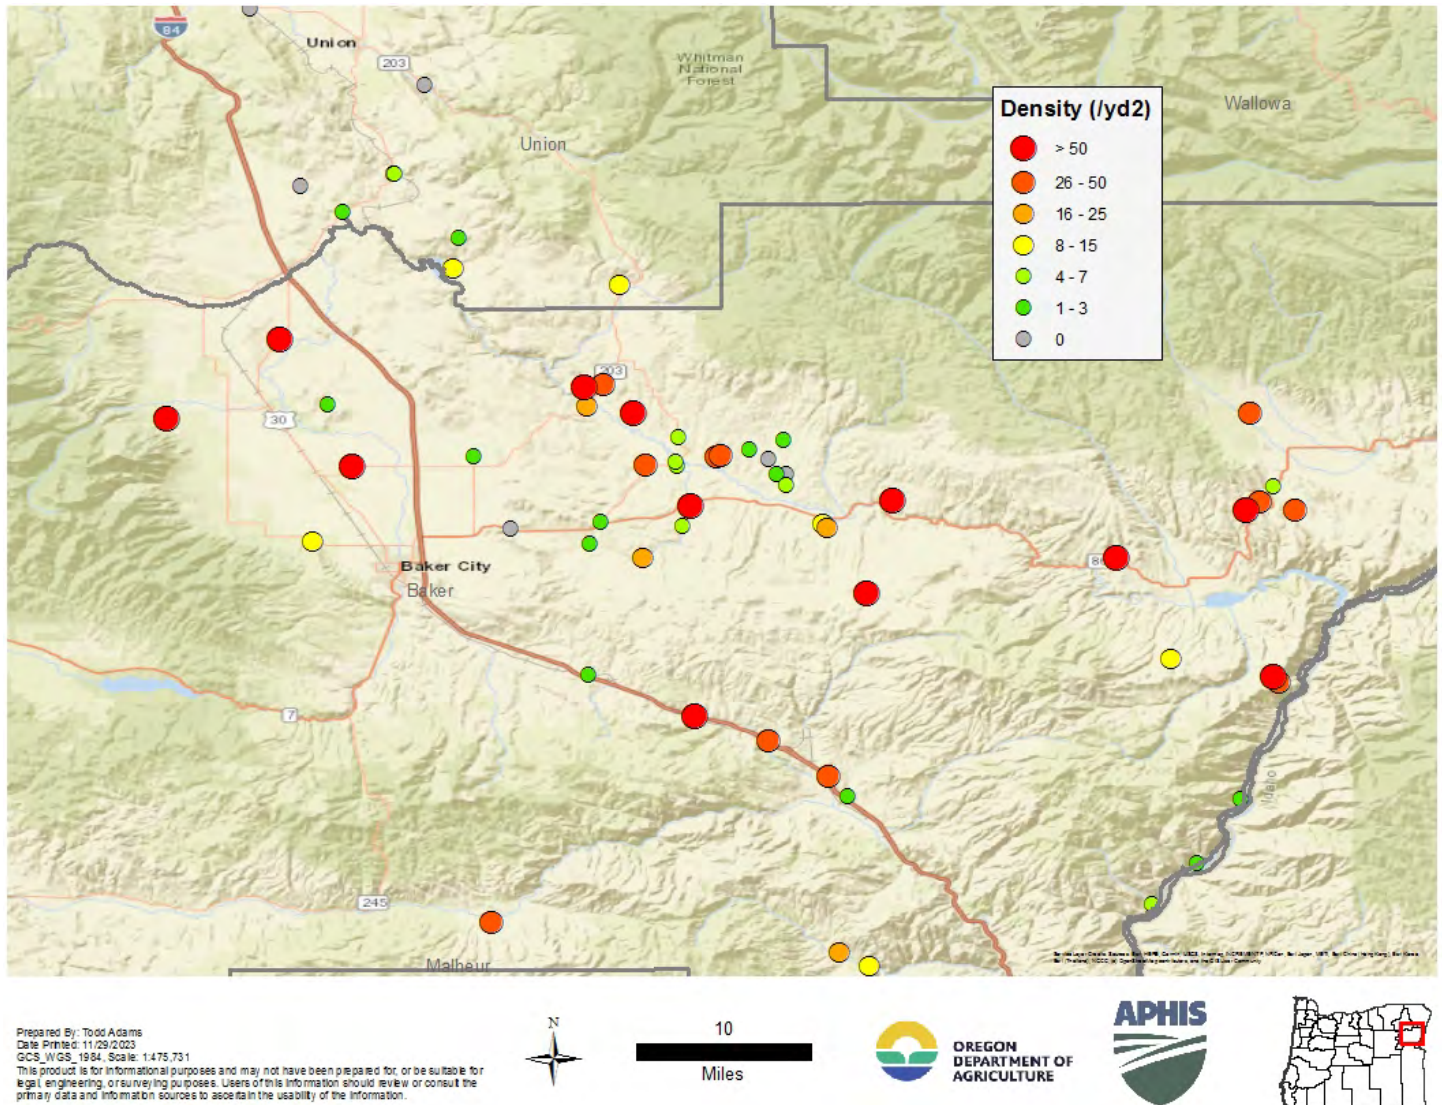 84
Union
203
Whitman
National
Forest
Wallowa
Union
Density (/yd2)
> 50
26 - 50
16 - 25
8 - 15
4 - 7
1 - 3
0
203
30
Baker City
Baker
7
Idaho
245
Malheur
Prepared By: Todd Adams
Date Printed: 11/29/2023
GCS_WGS_1984, Scale: 1:475,731
This product is for informational purposes and may not have been prepared for, or be suitable for
legal, engineering, or surveying purposes. Users of this information should review or consult the
primary data and information sources to ascertain the usability of the information.
N
10
Miles
OREGON
DEPARTMENT OF
AGRICULTURE
APHIS